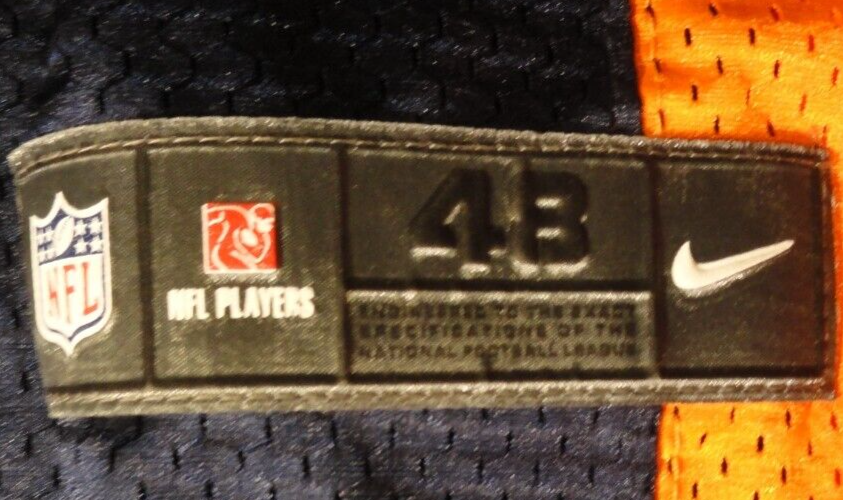 NFL
NFL PLAYERS
48
ENGINEERED TO THE EXACT
SPECIFICATIONS OF THE
NATIONAL FOOTBALL LEAGUE